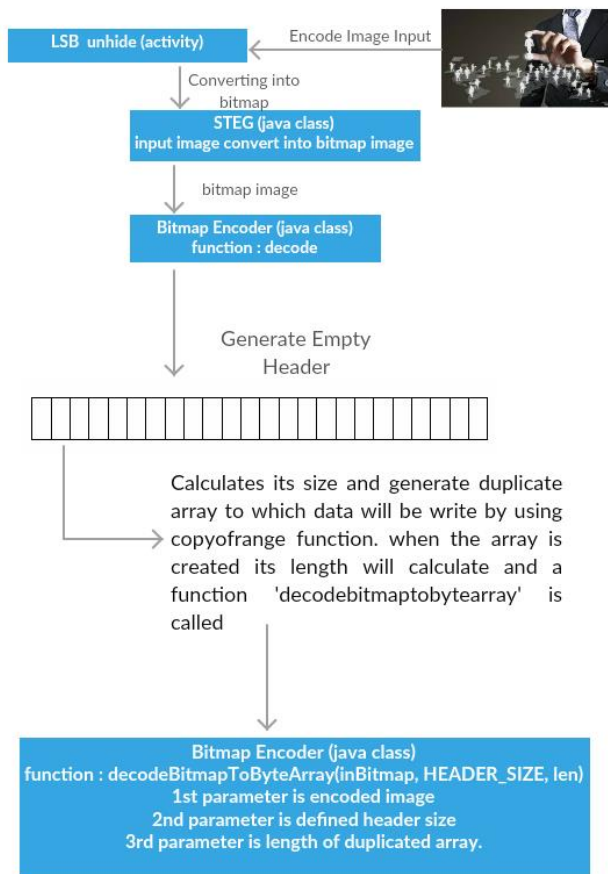 LSB unhide (activity)
Encode Image Input
Converting into
bitmap
STEG (java class)
input image convert into bitmap image
bitmap image
Bitmap Encoder (java class)
function : decode
Generate Empty
Header
Calculates its size and generate duplicate
array to which data will be write by using
copyofrange function. when the array is
created its length will calculate and a
function 'decodebitmaptobytearray' is
called
Bitmap Encoder (java class)
function : decodeBitmapToByteArray(inBitmap, HEADER_SIZE, len)
1st parameter is encoded image
2nd parameter is defined header size
3rd parameter is length of duplicated array.